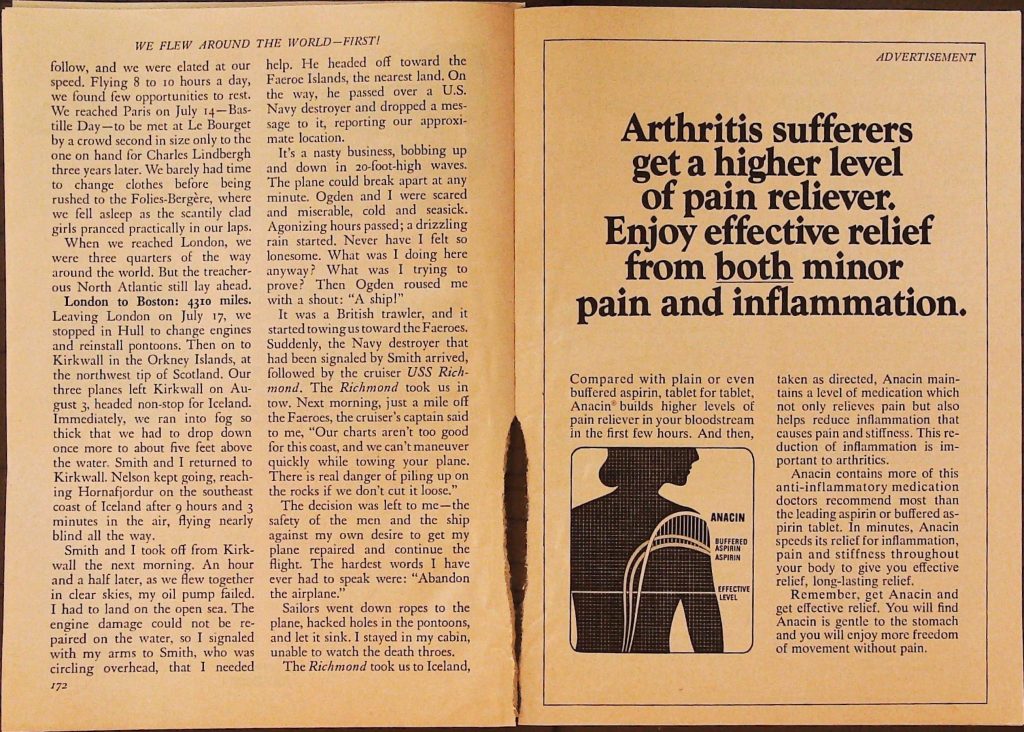 WE FLEW AROUND THE WORLD—FIRST!
follow, and we were elated at our
speed. Flying 8 to 10 hours a day,
we found few opportunities to rest.
We reached Paris on July 14—Bas-
tille Day—to be met at Le Bourget
by a crowd second in size only to the
one on hand for Charles Lindbergh
three years later. We barely had time
to change clothes before being
rushed to the Folies-Bergère, where
we fell asleep as the scantily clad
girls pranced practically in our laps.
When we reached London, we
were three quarters of the way
around the world. But the treacher-
ous North Atlantic still lay ahead.
London to Boston: 4310 miles.
Leaving London on July 17, we
stopped in Hull to change engines
and reinstall pontoons. Then on to
Kirkwall in the Orkney Islands, at
the northwest tip of Scotland. Our
three planes left Kirkwall on Au-
gust 3, headed non-stop for Iceland.
Immediately, we ran into fog so
thick that we had to drop down
once more to about five feet above
the water. Smith and I returned to
Kirkwall. Nelson kept going, reach-
ing Hornafjordur on the southeast
coast of Iceland after 9 hours and 3
minutes in the air, flying nearly
blind all the way.
Smith and I took off from Kirk-
wall the next morning. An hour
and a half later, as we flew together
in clear skies, my oil pump failed.
I had to land on the open sea. The
engine damage could not be re-
paired on the water, so I signaled
with my arms to Smith, who was
circling overhead, that I needed
172
help. He headed off toward the
Faeroe Islands, the nearest land. On
the way, he passed over a U.S.
Navy destroyer and dropped a mes-
sage to it, reporting our approxi-
mate location.
It's a nasty business, bobbing up
and down in 20-foot-high waves.
The plane could break apart at any
minute. Ogden and I were scared
and miserable, cold and seasick.
Agonizing hours passed; a drizzling
rain started. Never have I felt so
lonesome. What was I doing here
anyway? What was I trying to
prove? Then Ogden roused me
with a shout: "A ship!"
It was a British trawler, and it
started towing us toward the Faeroes.
Suddenly, the Navy destroyer that
had been signaled by Smith arrived,
followed by the cruiser USS Rich-
mond. The Richmond took us in
tow. Next morning, just a mile off
the Faeroes, the cruiser's captain said
to me, "Our charts aren't too good
for this coast, and we can't maneuver
quickly while towing your plane.
There is real danger of piling up on
the rocks if we don't cut it loose."
The decision was left to me—the
safety of the men and the ship
against my own desire to get my
plane repaired and continue the
flight. The hardest words I have
ever had to speak were: "Abandon
the airplane."
Sailors went down ropes to the
plane, hacked holes in the pontoons,
and let it sink. I stayed in my cabin,
unable to watch the death throes.
The Richmond took us to Iceland,
ADVERTISEMENT
Arthritis sufferers
get a higher level
of pain reliever.
Enjoy effective relief
from both minor
pain and inflammation.
Compared with plain or even
buffered aspirin, tablet for tablet,
Anacin® builds higher levels of
pain reliever in your bloodstream
in the first few hours. And then,
ANACIN
BUFFERED
ASPIRIN
ASPIRIN
EFFECTIVE
LEVEL
taken as directed, Anacin main-
tains a level of medication which
not only relieves pain but also
helps reduce inflammation that
causes pain and stiffness. This re-
duction of inflammation is im-
portant to arthritics.
Anacin contains more of this
anti-inflammatory medication
doctors recommend most than
the leading aspirin or buffered as-
pirin tablet. In minutes, Anacin
speeds its relief for inflammation,
pain and stiffness throughout
your body to give you effective
relief, long-lasting relief.
Remember, get Anacin and
get effective relief. You will find
Anacin is gentle to the stomach
and you will enjoy more freedom
of movement without pain.